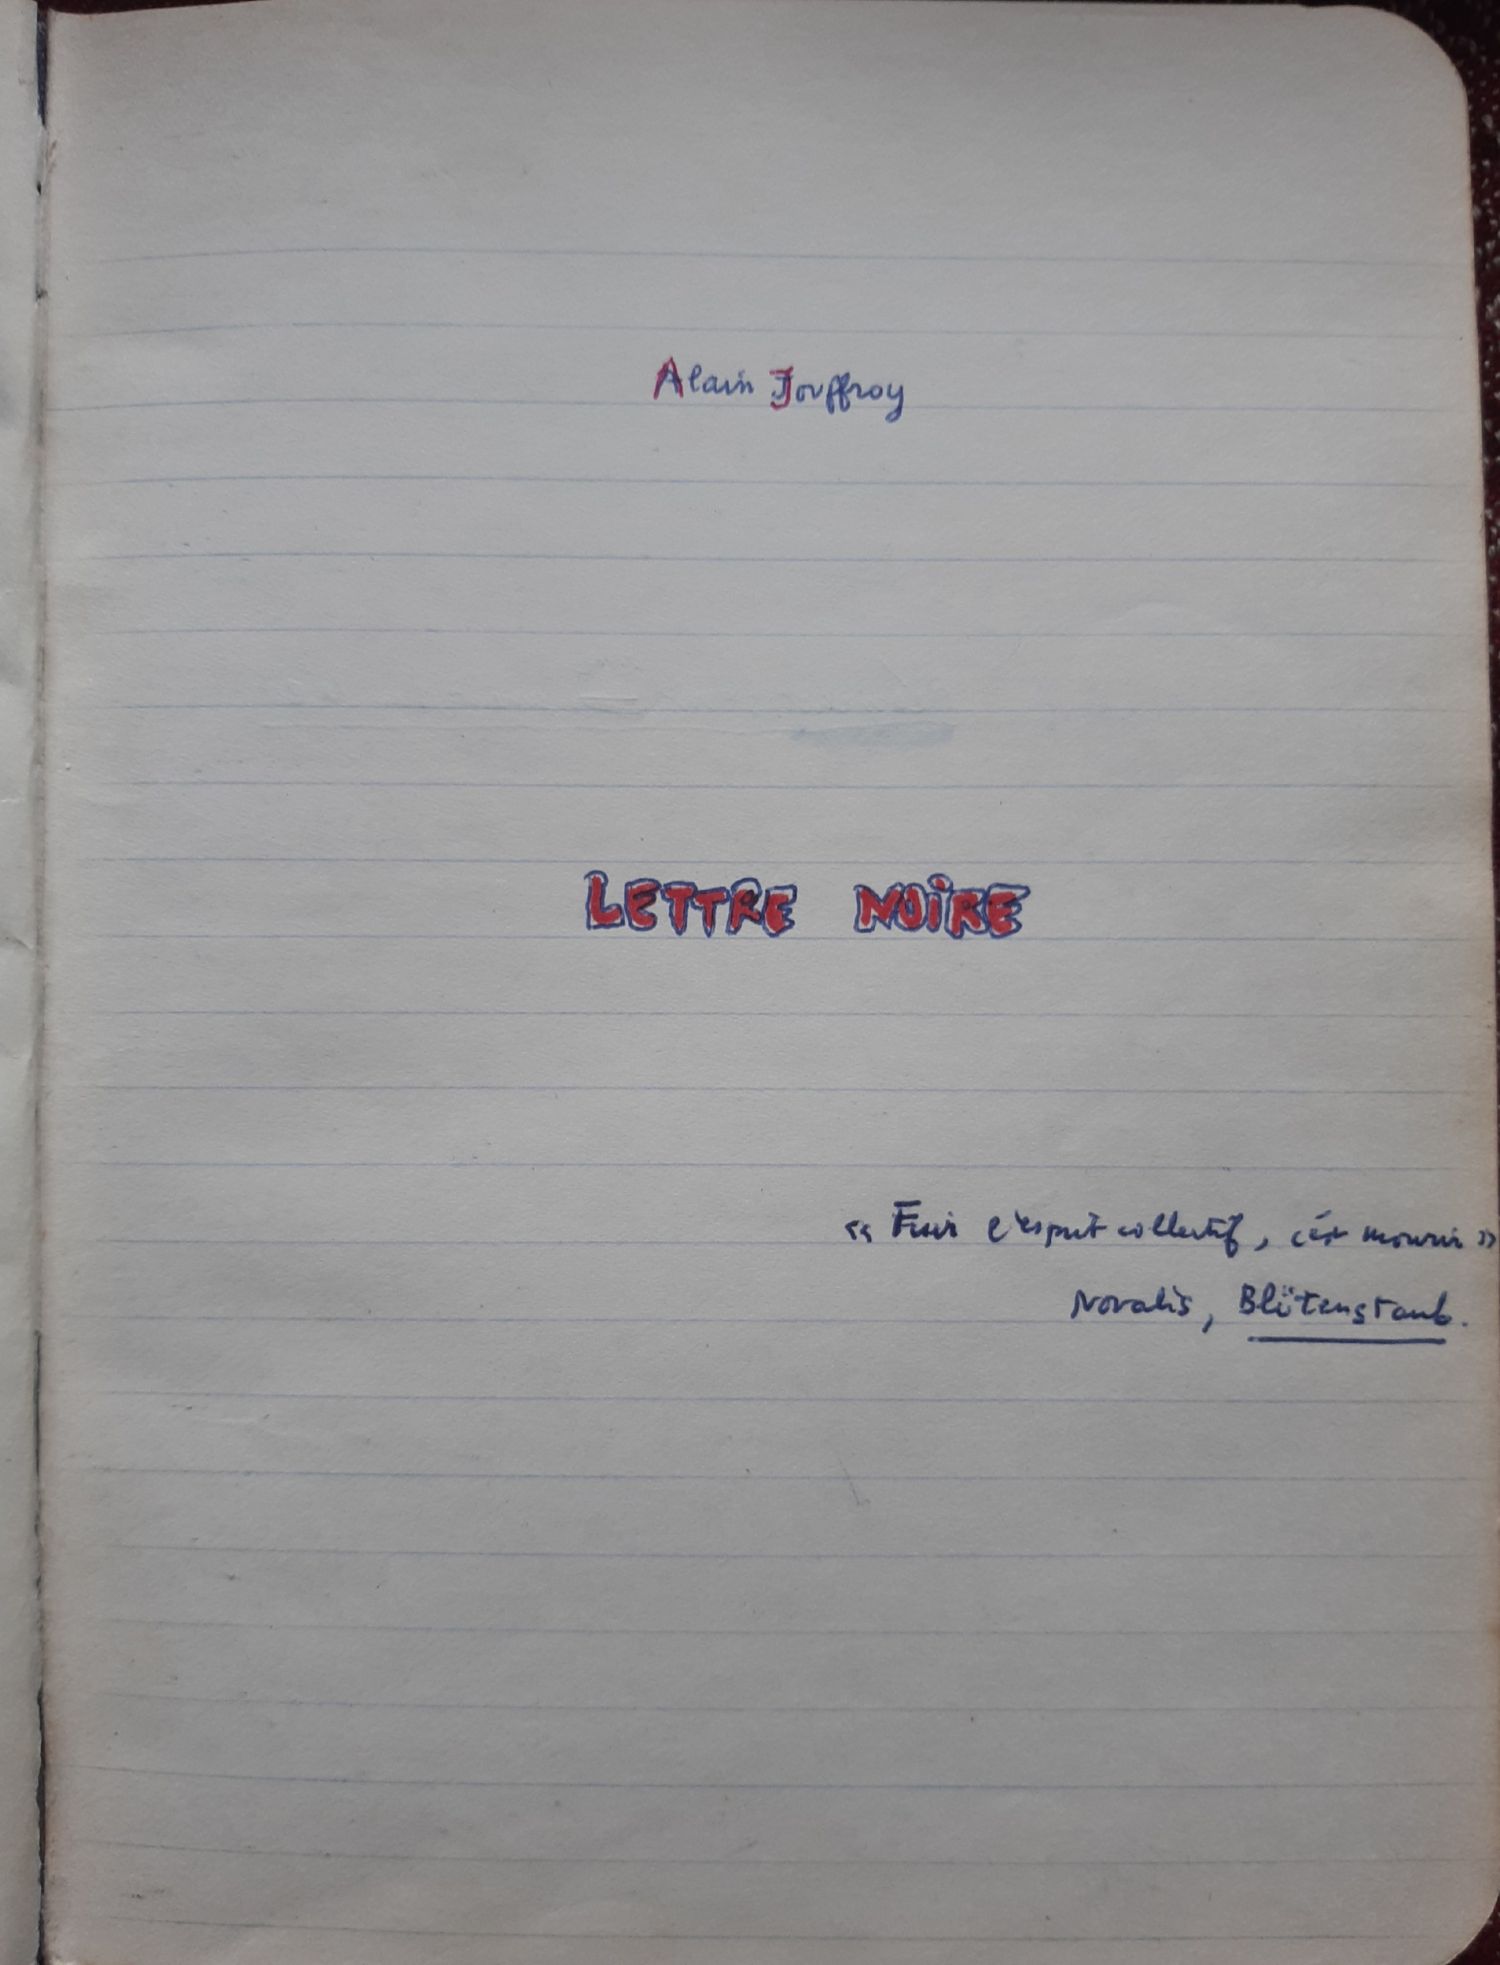 Alain Jouffroy
LETTRE NOiRE
« Fuir l'esprit collectif, c'est mourir »
Novalis, Blütenstaub.